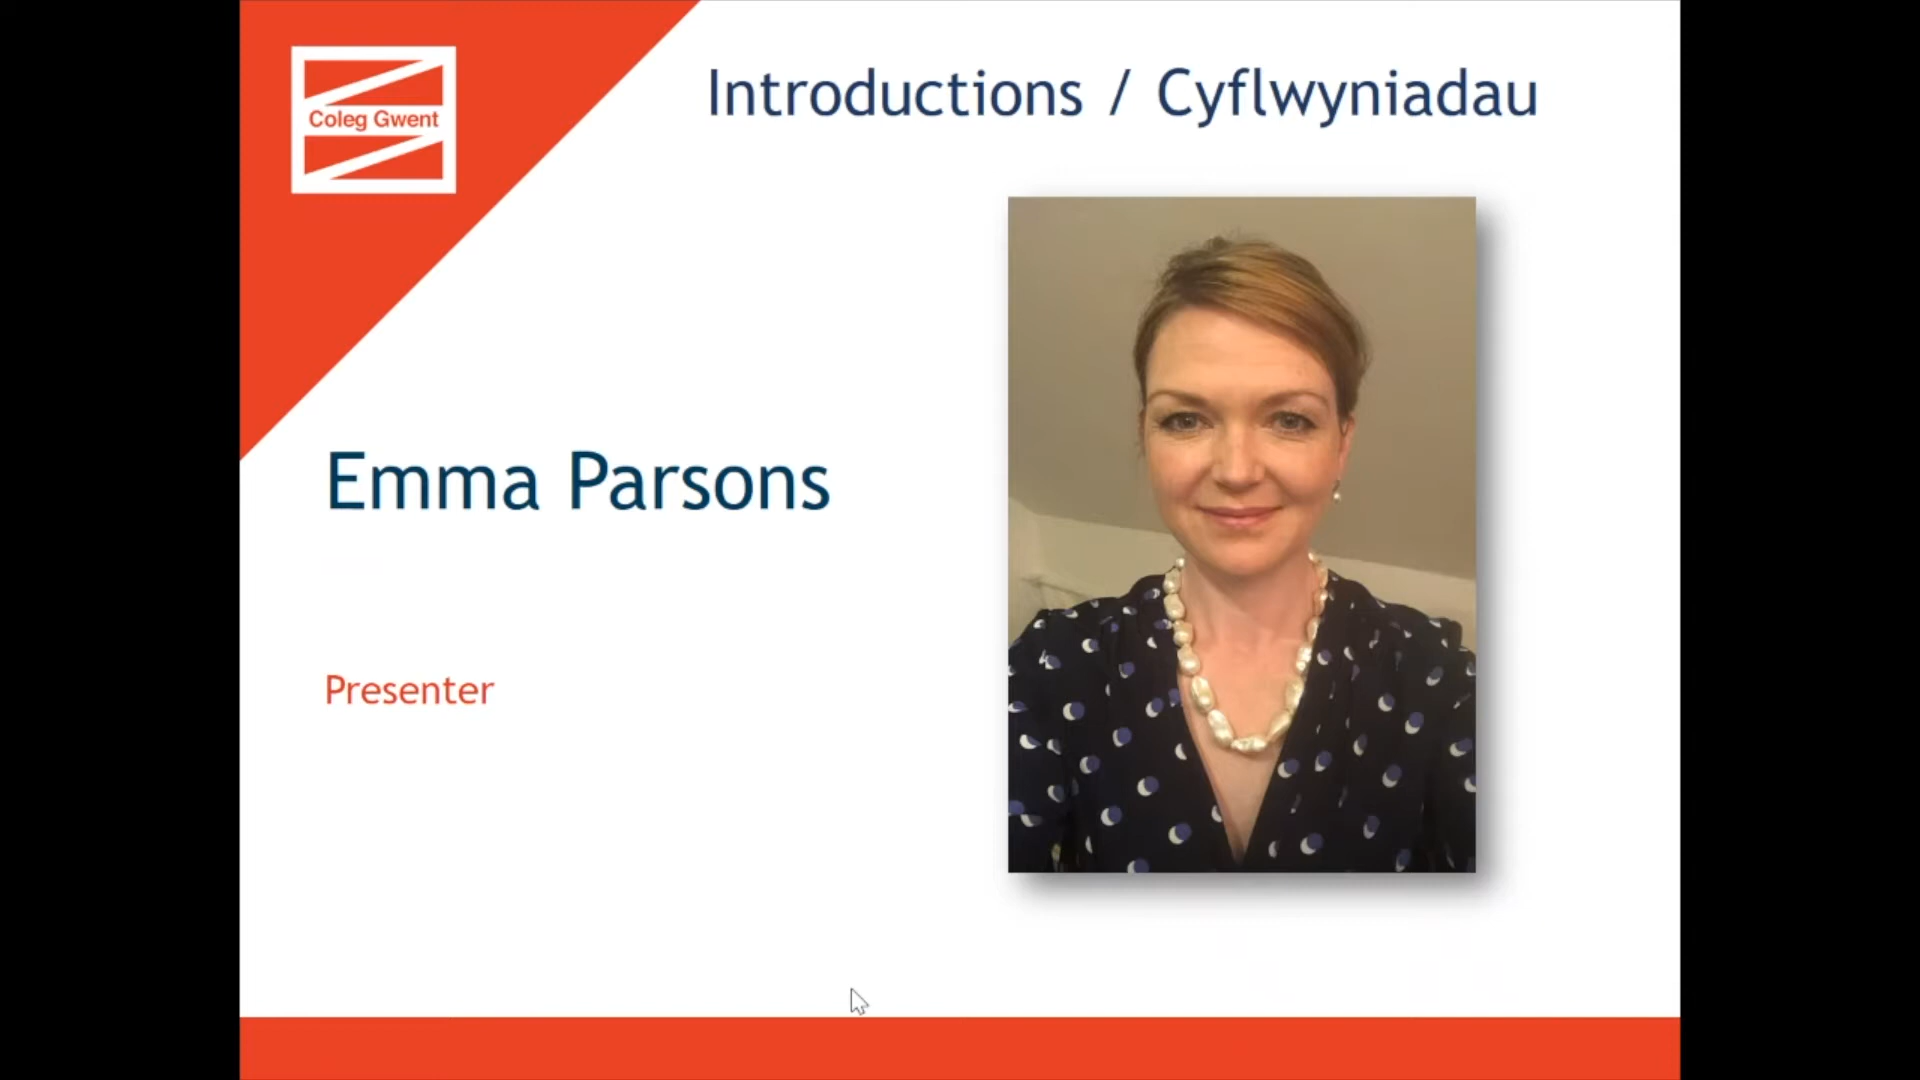 Coleg Gwent
Introductions / Cyflwyniadau
Emma Parsons
Presenter